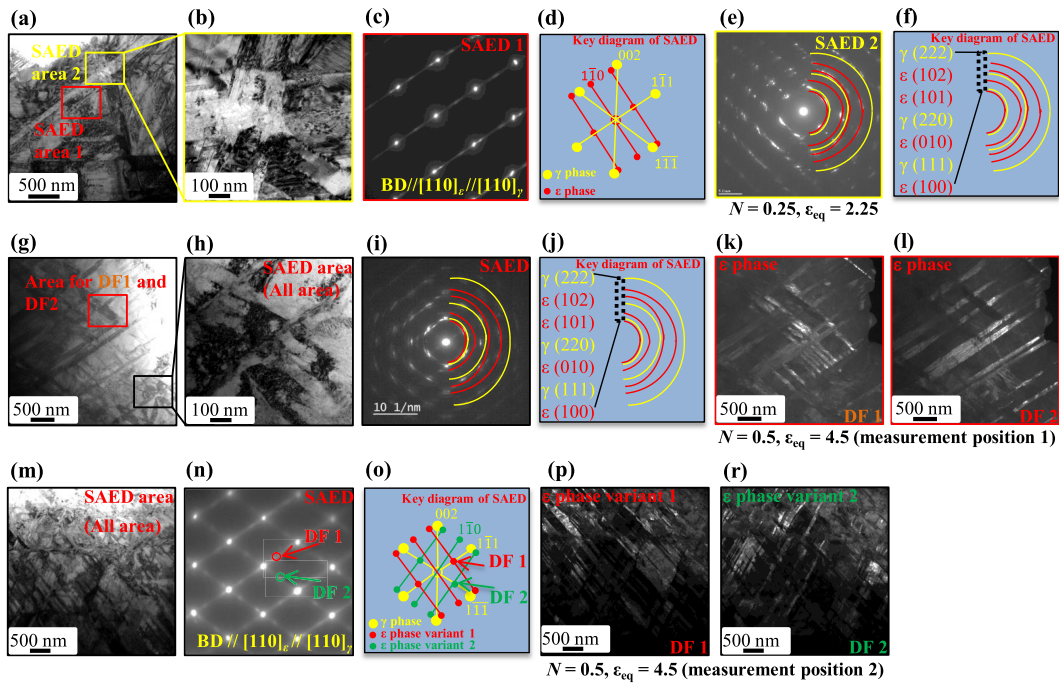 (a)
SAED
area 2
SAED
area 1
500 nm
(b)
100 nm
(c)
SAED 1
BD//[110]ε//[110]γ
(d)
Key diagram of SAED
002
11̅0
11̅1
11̅1̅
γ phase
ε phase
(e)
SAED 2
N = 0.25, εeq = 2.25
(f)
Key diagram of SAED
γ (222)
ε (102)
ε (101)
γ (220)
ε (010)
γ (111)
ε (100)
(g)
Area for DF1 and
DF2
500 nm
(h)
SAED area
(All area)
100 nm
(i)
SAED
10 1/nm
(j)
Key diagram of SAED
γ (222)
ε (102)
ε (101)
γ (220)
ε (010)
γ (111)
ε (100)
(k)
ε phase
500 nm
DF 1
(l)
ε phase
500 nm
DF 2
N = 0.5, εeq = 4.5 (measurement position 1)
(m)
SAED area
(All area)
500 nm
(n)
SAED
DF 1
DF 2
BD // [110]ε // [110]γ
(o)
Key diagram of SAED
002
11̅0
11̅1
DF 1
DF 2
11̅1̅
γ phase
ε phase variant 1
ε phase variant 2
(p)
ε phase variant 1
500 nm
DF 1
(r)
ε phase variant 2
500 nm
DF 2
N = 0.5, εeq = 4.5 (measurement position 2)